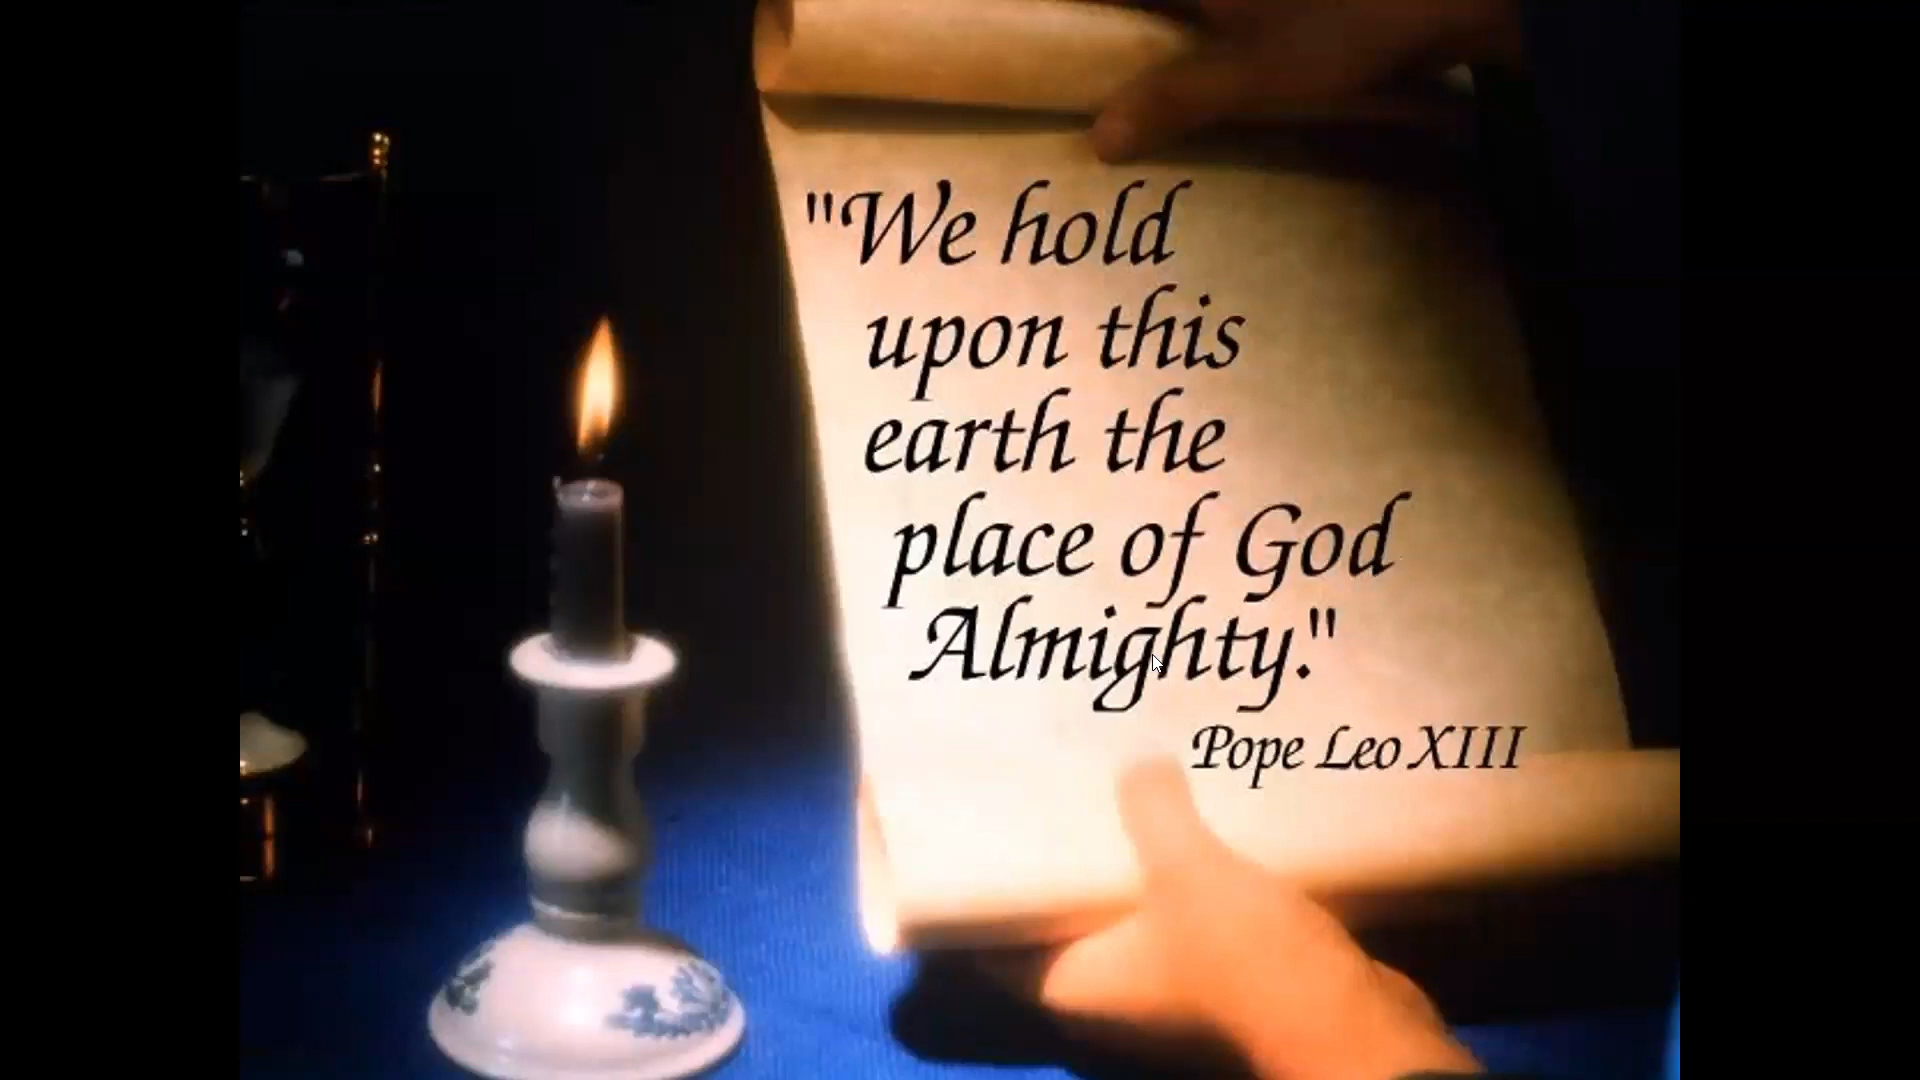 "We hold
upon this
earth the
place of God
Almighty."
Pope Leo XIII